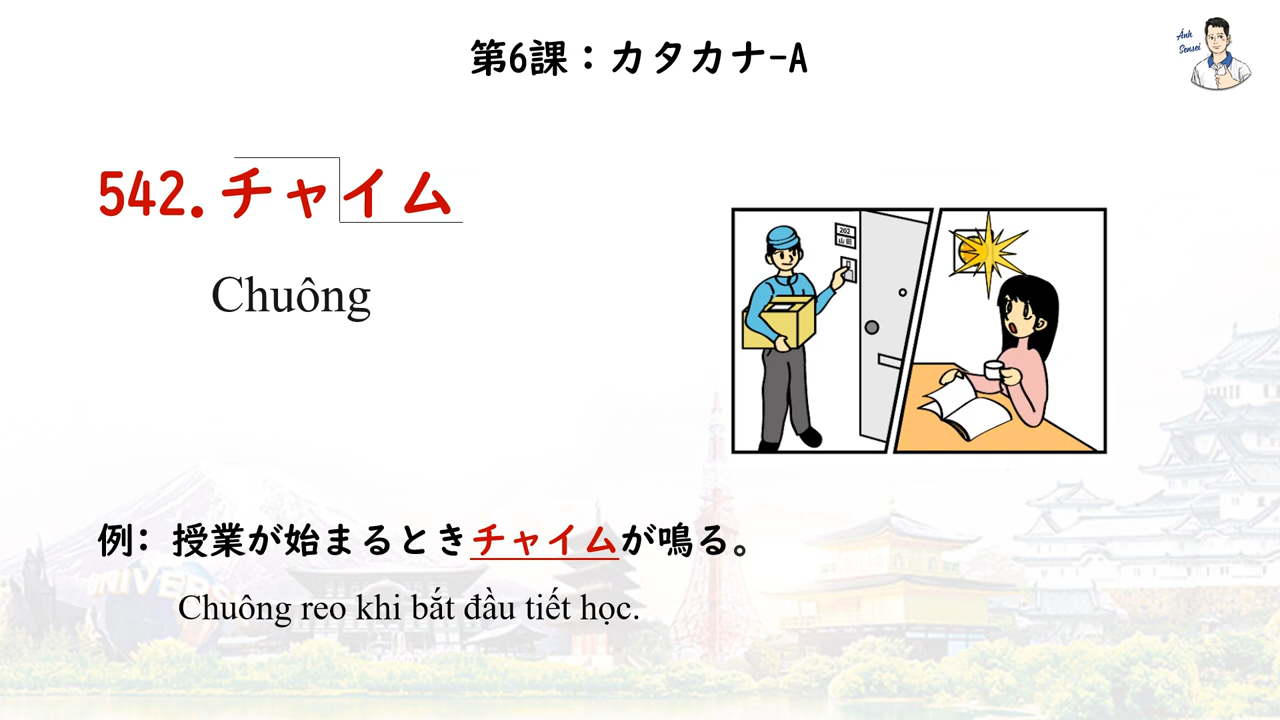 第6課：カタカナ-A
Anh
Sensei
542. チャイム
Chuông
202
山田
例: 授業が始まるときチャイムが鳴る。
Chuông reo khi bắt đầu tiết học.
UNIVER